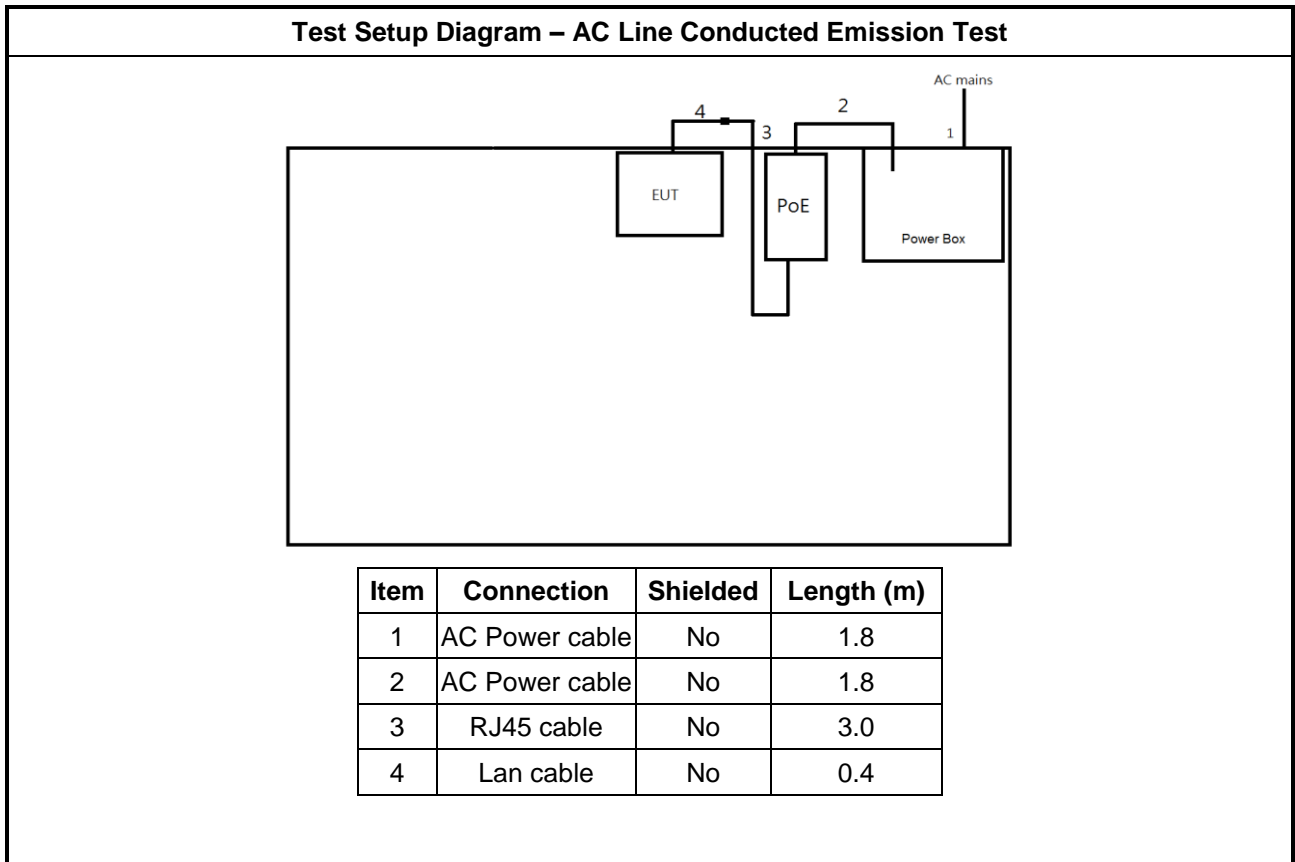 Test Setup Diagram – AC Line Conducted Emission Test
AC mains
4
2
3
1
EUT
PoE
Power Box
Item Connection Shielded Length (m)
1 AC Power cable No 1.8
2 AC Power cable No 1.8
3 RJ45 cable No 3.0
4 Lan cable No 0.4